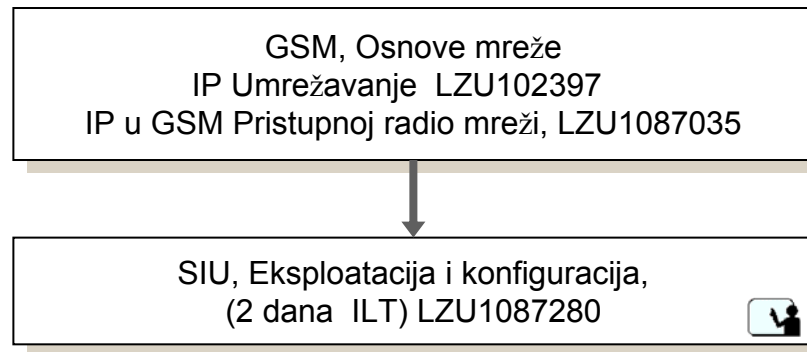 GSM, Osnove mreže
IP Umrežavanje LZU102397
IP u GSM Pristupnoj radio mreži, LZU1087035
SIU, Eksploatacija i konfiguracija,
(2 dana ILT) LZU1087280